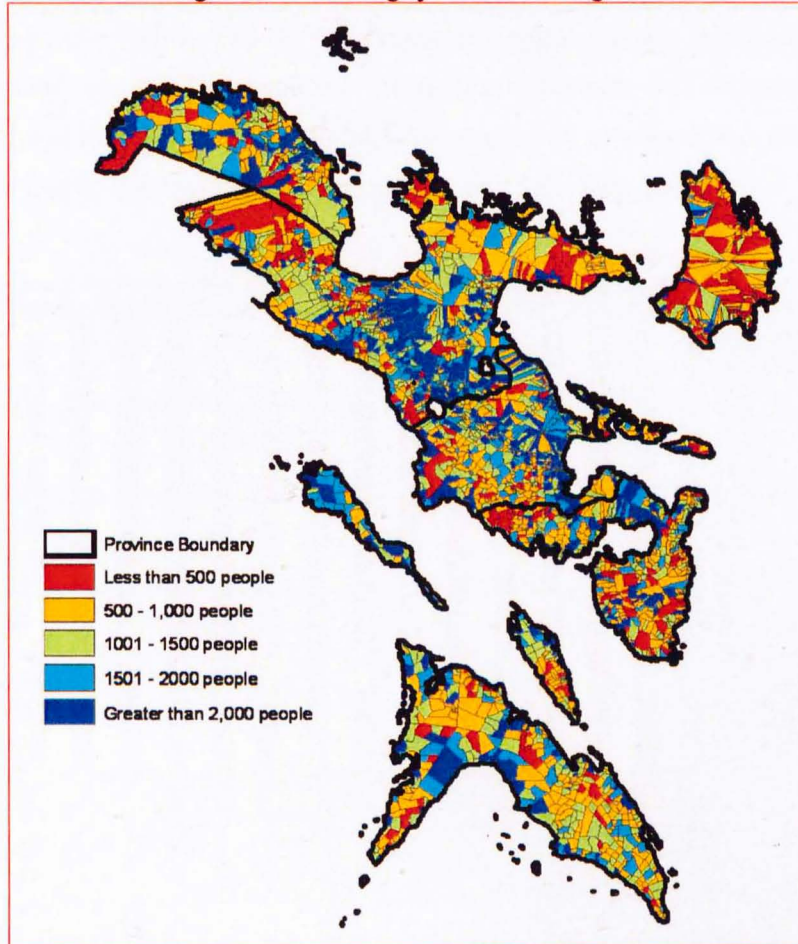 Province Boundary
Less than 500 people
500 - 1,000 people
1001 - 1500 people
1501 - 2000 people
Greater than 2,000 people